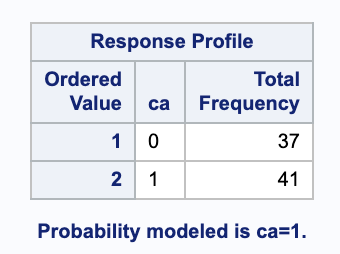 Response Profile
Ordered Value ca Total Frequency
1 0 37
2 1 41
Probability modeled is ca=1.